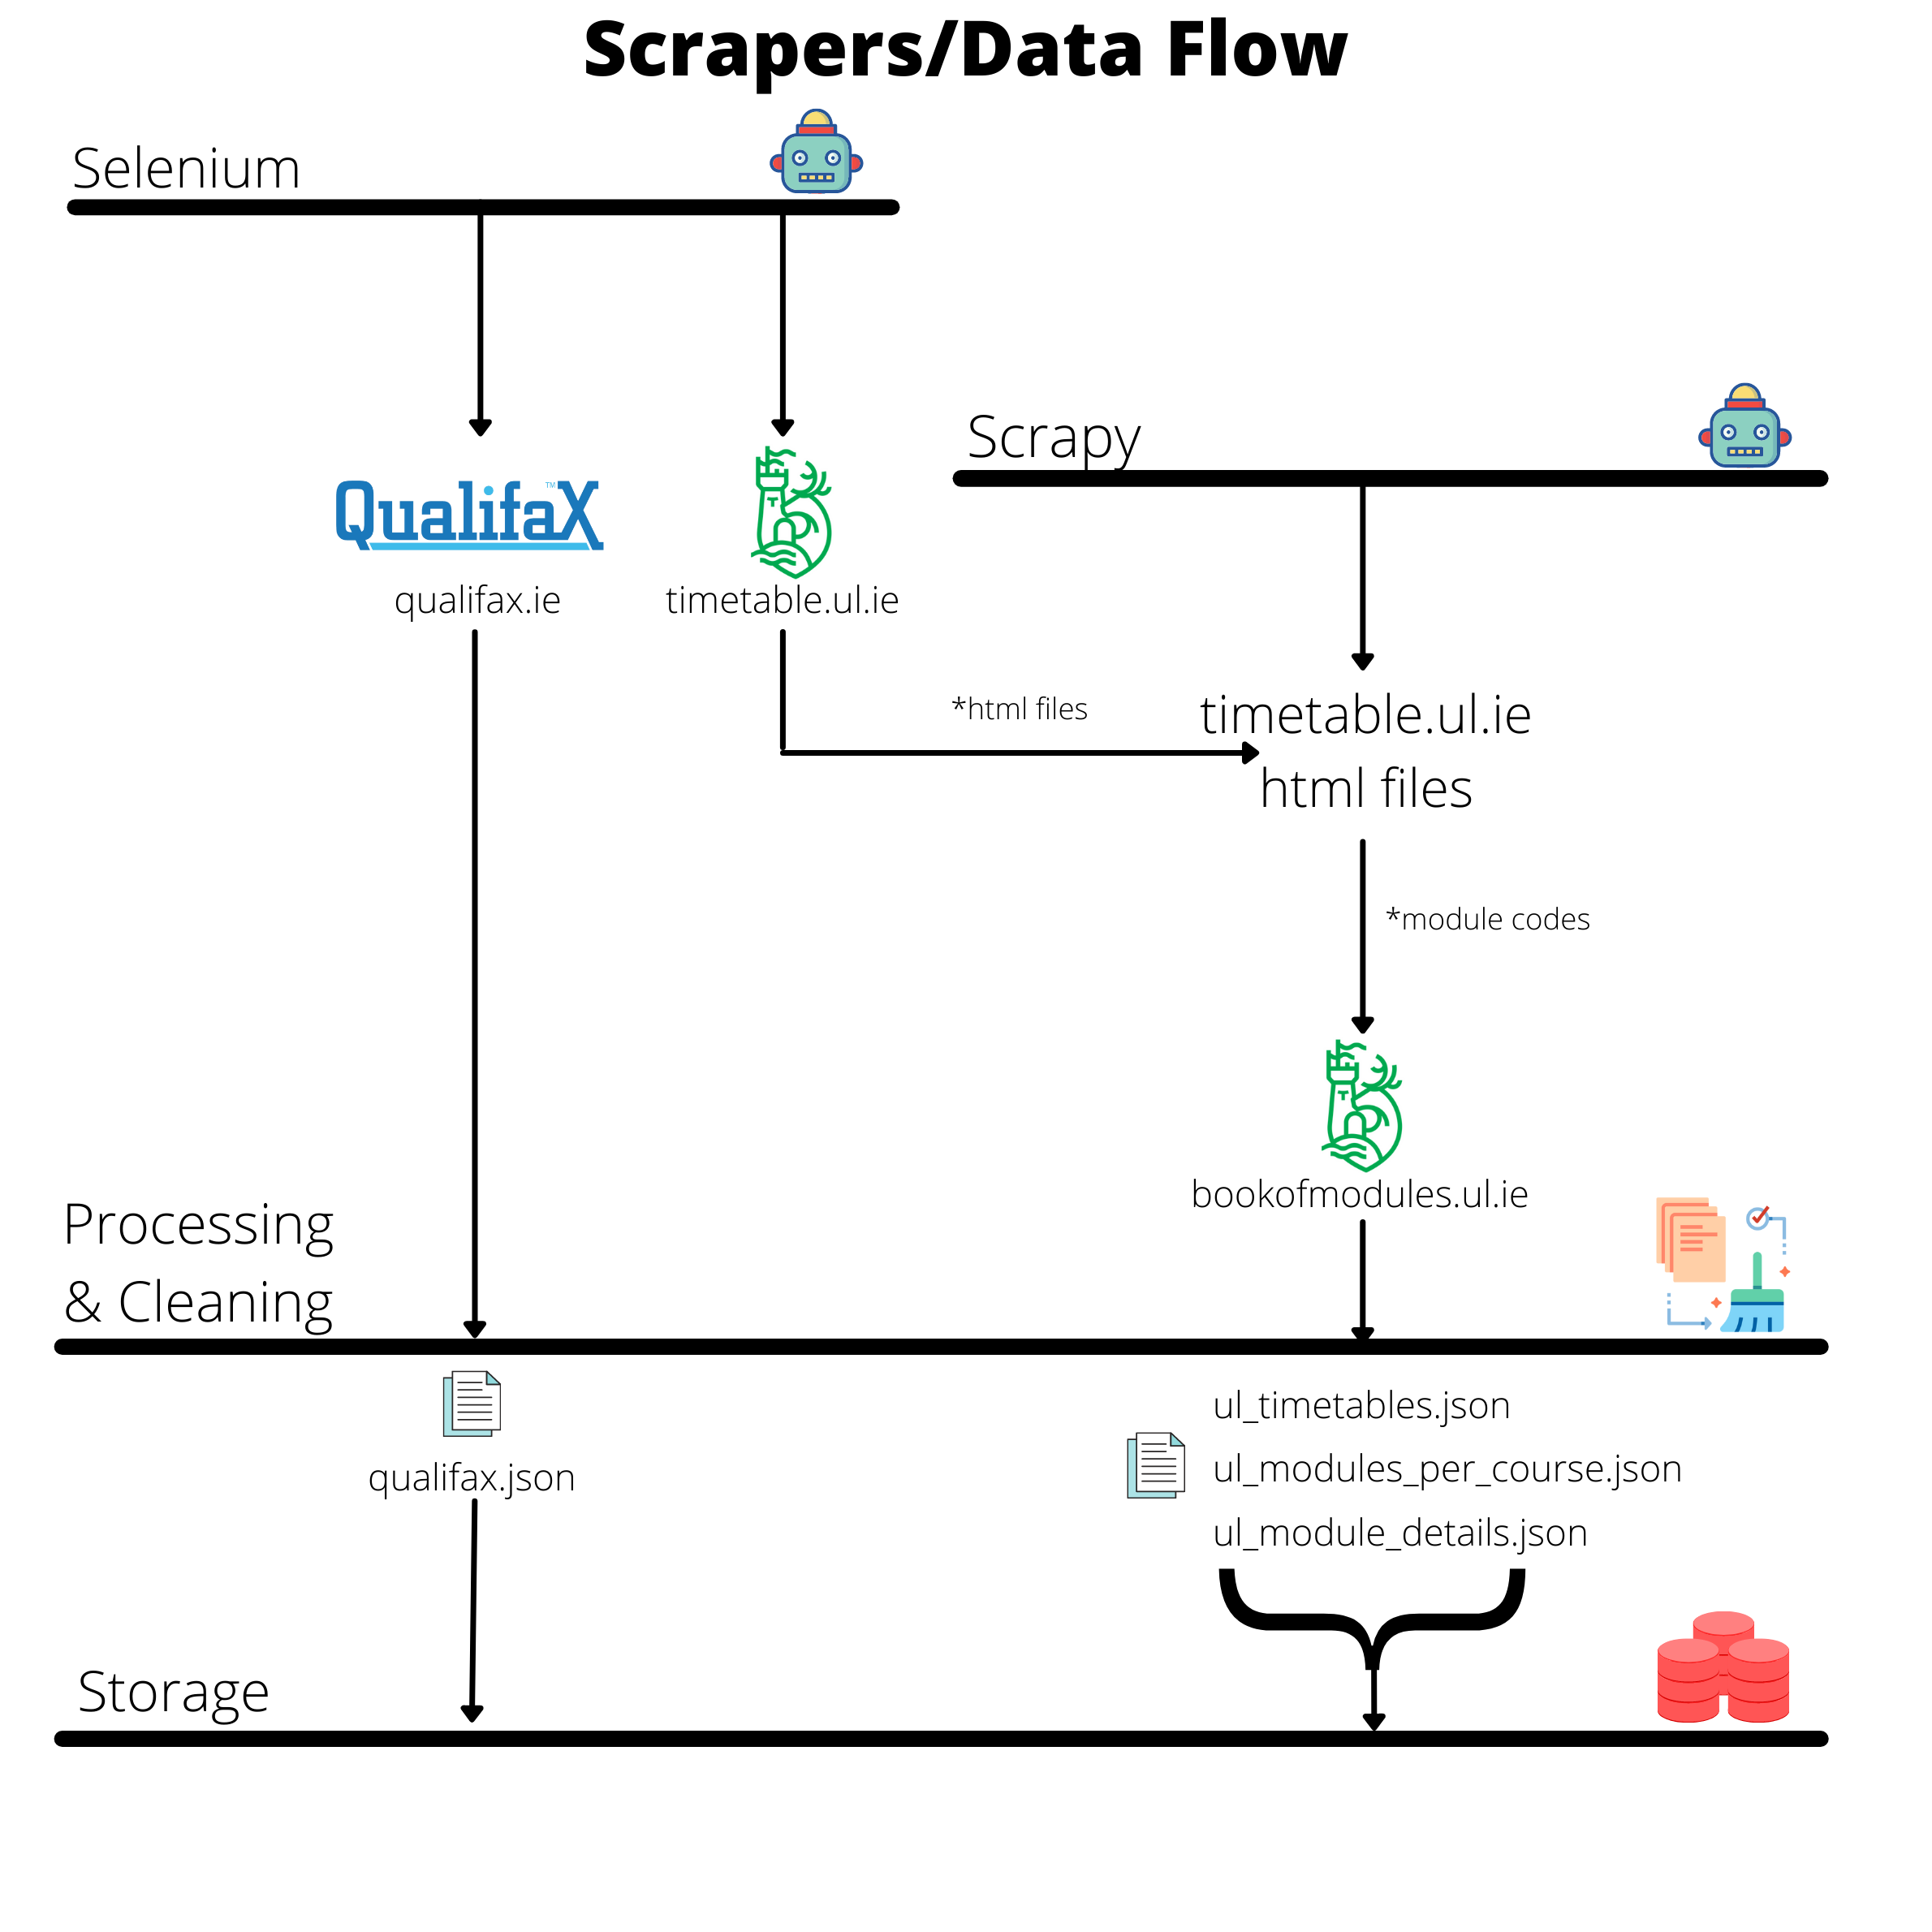 Scrapers/Data Flow
Selenium
Scrapy
QualifaX™
qualifax.ie
timetable.ul.ie
*html files
timetable.ul.ie
html files
*module codes
bookofmodules.ul.ie
Processing
& Cleaning
qualifax.json
ul_timetables.json
ul_modules_per_course.json
ul_module_details.json
Storage